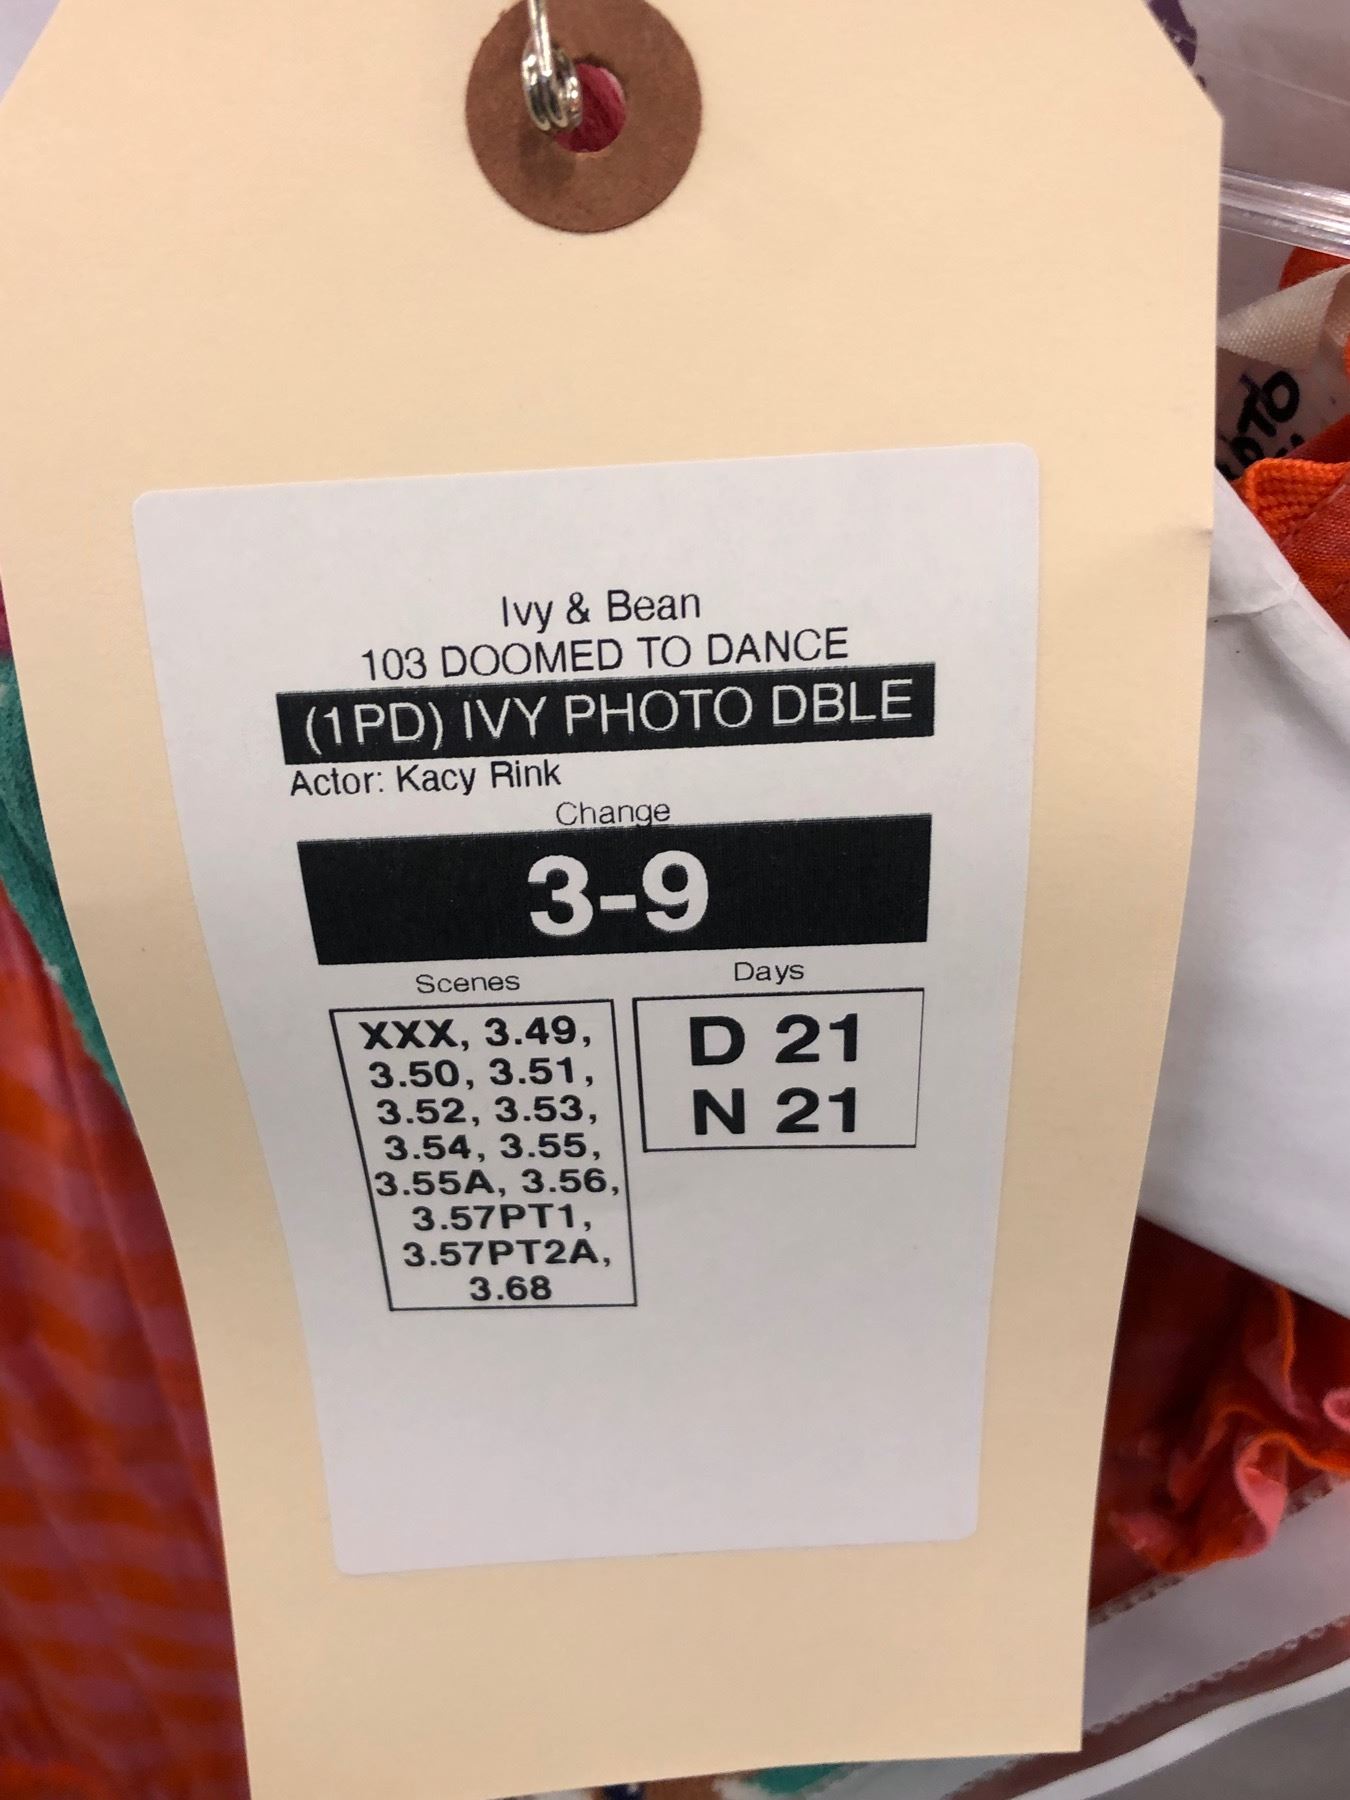 Ivy & Bean
103 DOOMED TO DANCE
(1PD) IVY PHOTO DBLE
Actor: Kacy Rink
Change
3-9
Scenes
XXX, 3.49,
3.50, 3.51,
3.52, 3.53,
3.54, 3.55,
3.55A, 3.56,
3.57PT1,
3.57PT2A,
3.68
Days
D 21
N 21